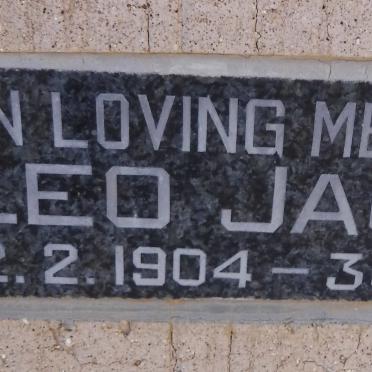 N LOVING ME
LEO JA
2.2.1904 – 3